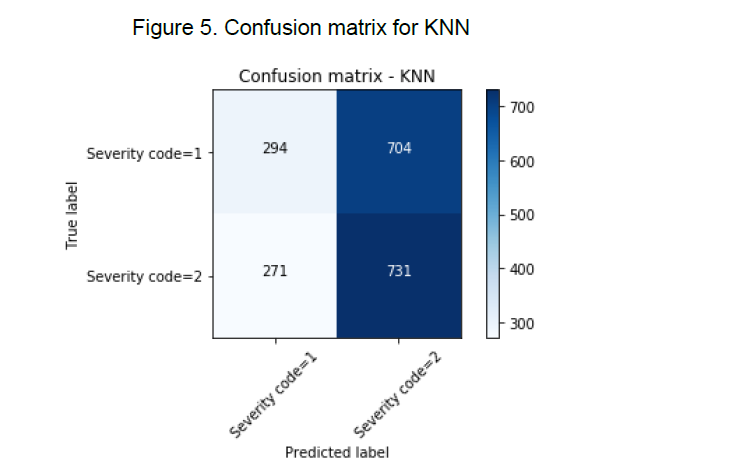 Figure 5. Confusion matrix for KNN
Confusion matrix - KNN
700
Severity code=1
294
704
600
True label
500
Severity code=2
271
731
400
300
Severity code=1
Severity code=2
Predicted label